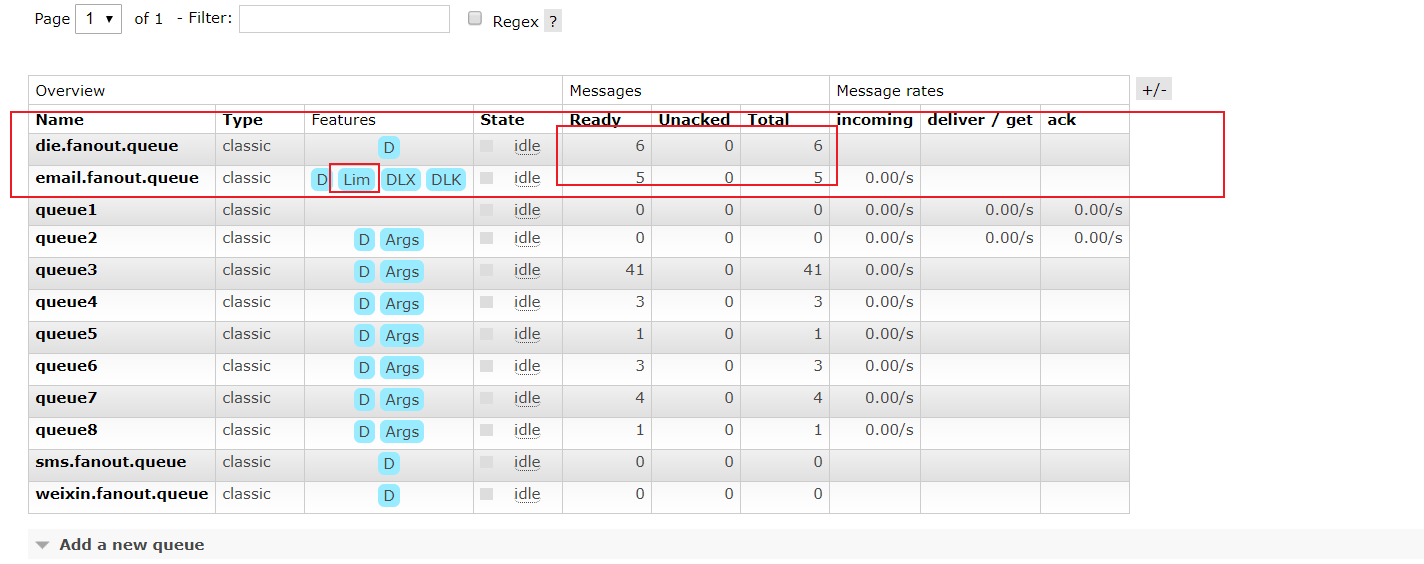 Page 1 ▾ of 1 - Filter: Regex ?
Overview Messages Message rates +/-
Name Type Features State Ready Unacked Total incoming deliver / get ack
die.fanout.queue classic D idle 6 0 6
email.fanout.queue classic D Lim DLX DLK idle 5 0 5 0.00/s
queue1 classic idle 0 0 0 0.00/s 0.00/s 0.00/s
queue2 classic D Args idle 0 0 0 0.00/s 0.00/s 0.00/s
queue3 classic D Args idle 41 0 41 0.00/s
queue4 classic D Args idle 3 0 3 0.00/s
queue5 classic D Args idle 1 0 1 0.00/s
queue6 classic D Args idle 3 0 3 0.00/s
queue7 classic D Args idle 4 0 4 0.00/s
queue8 classic D Args idle 1 0 1 0.00/s
sms.fanout.queue classic D idle 0 0 0
weixin.fanout.queue classic D idle 0 0 0
Add a new queue